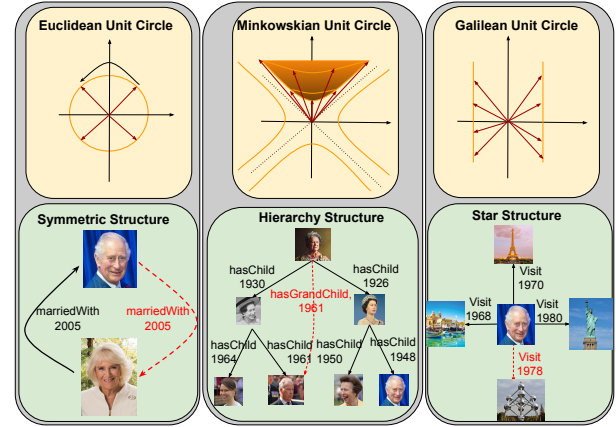 Euclidean Unit Circle
Minkowskian Unit Circle
Galilean Unit Circle
Symmetric Structure
marriedWith
2005
marriedWith
2005
Hierarchy Structure
hasChild
1930
hasChild
1926
hasGrandChild,
1961
hasChild
1964
hasChild
1961
hasChild
1950
hasChild
1948
Star Structure
Visit
1970
Visit
1968
Visit
1980
Visit
1978